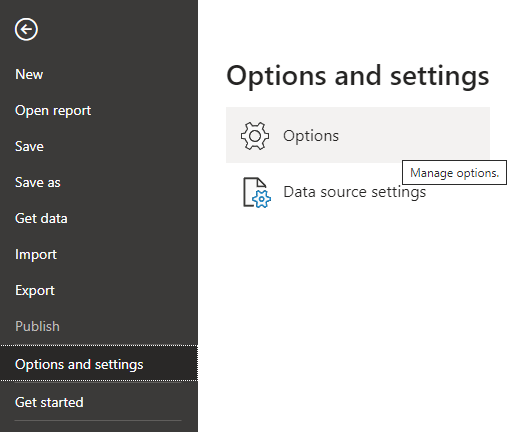 New
Open report
Save
Save as
Get data
Import
Export
Publish
Options and settings
Get started
Options and settings
Options
Manage options.
Data source settings